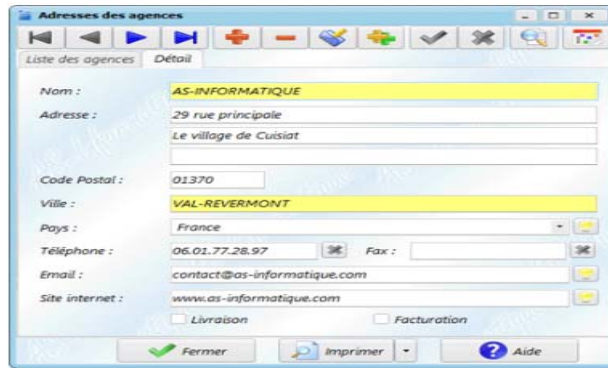 Adresses des agences
Liste des agences Détail
Nom : AS-INFORMATIQUE
Adresse : 29 rue principale
Le village de Cuisiat
Code Postal : 01370
Ville : VAL-REVERMONT
Pays : France
Téléphone : 06.01.77.28.97 Fax :
Email : contact@as-informatique.com
Site internet : www.as-informatique.com
Livraison Facturation
Fermer Imprimer Aide